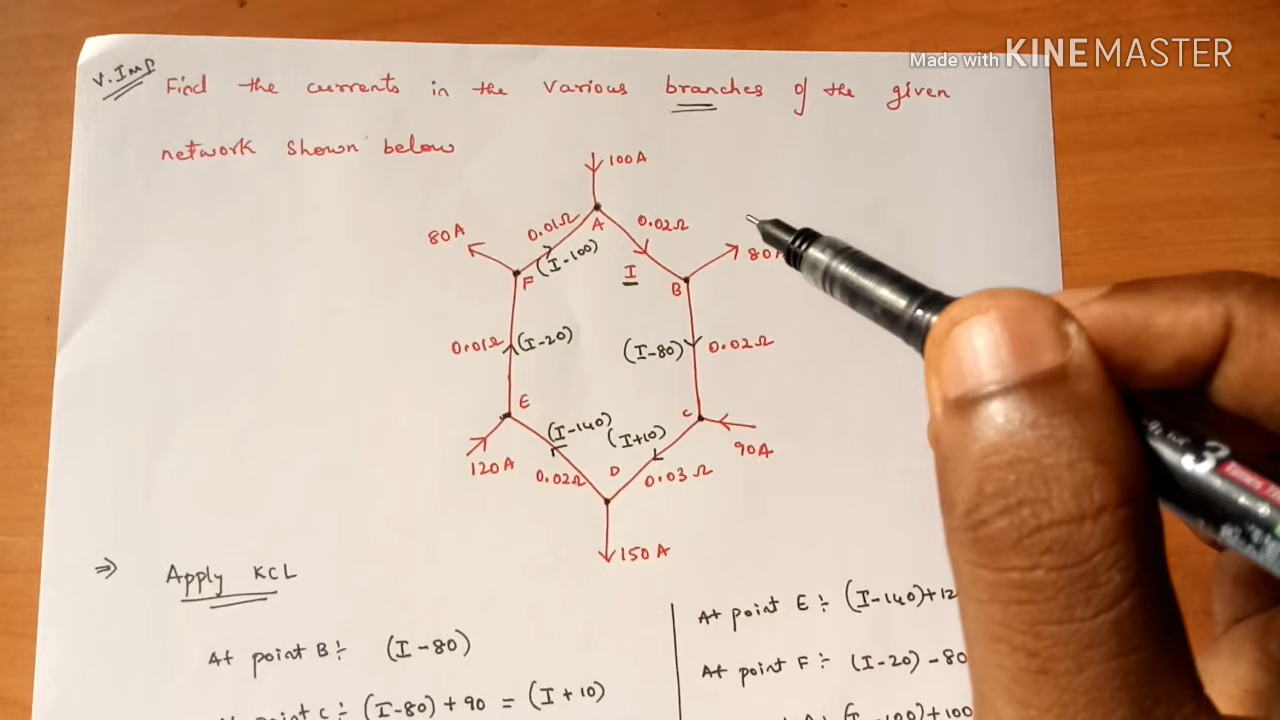 Made with KINEMASTER
V. Imp
Find the currents in the various branches of the given
network shown below
100A
80A
0.01Ω
A
0.02Ω
(I-100)
I
80A
F
B
0.01Ω
(I-20)
(I-80)
0.02Ω
E
C
(I-140)
(I+10)
90A
120A
0.02Ω
D
0.03Ω
150A
⇒ Apply KCL
At point B :- (I-80)
point C :- (I-80) + 90 = (I+10)
At point E :- (I-140)+12
At point F :- (I-20) -80
-100)+100
3